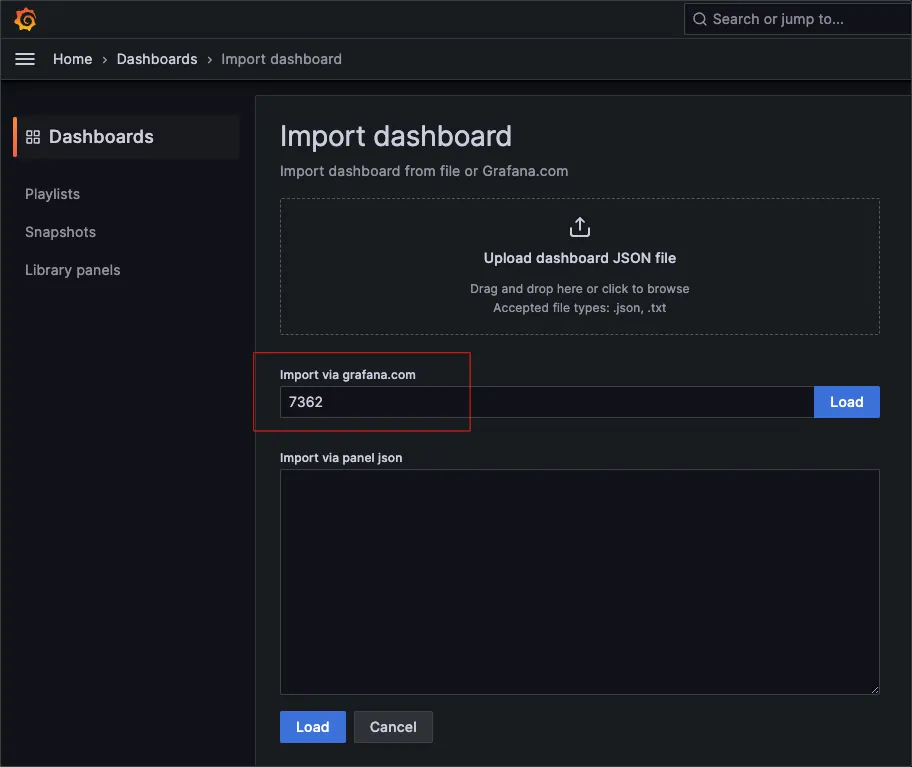 Search or jump to...
Home › Dashboards › Import dashboard
Dashboards
Playlists
Snapshots
Library panels
Import dashboard
Import dashboard from file or Grafana.com
Upload dashboard JSON file
Drag and drop here or click to browse
Accepted file types: .json, .txt
Import via grafana.com
7362
Load
Import via panel json
Load
Cancel